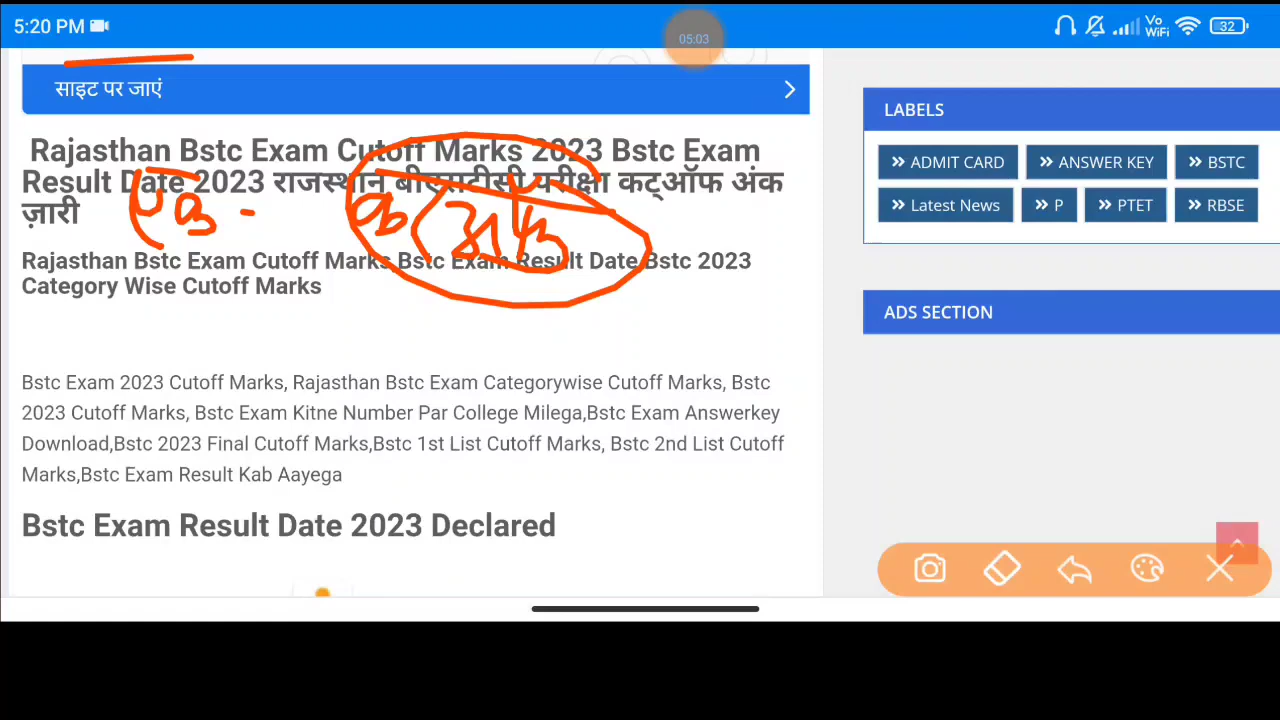 5:20 PM
05:03
Vo
WiFi
32
साइट पर जाएं
Rajasthan Bstc Exam Cutoff Marks 2023 Bstc Exam
Result Date 2023 राजस्थान बीएसटीसी परीक्षा कट्ऑफ अंक
ज़ारी
एक -
Rajasthan Bstc Exam Cutoff Marks Bstc Exam Result Date Bstc 2023
Category Wise Cutoff Marks
Bstc Exam 2023 Cutoff Marks, Rajasthan Bstc Exam Categorywise Cutoff Marks, Bstc
2023 Cutoff Marks, Bstc Exam Kitne Number Par College Milega,Bstc Exam Answerkey
Download,Bstc 2023 Final Cutoff Marks,Bstc 1st List Cutoff Marks, Bstc 2nd List Cutoff
Marks,Bstc Exam Result Kab Aayega
Bstc Exam Result Date 2023 Declared
LABELS
ADMIT CARD
ANSWER KEY
BSTC
Latest News
P
PTET
RBSE
ADS SECTION